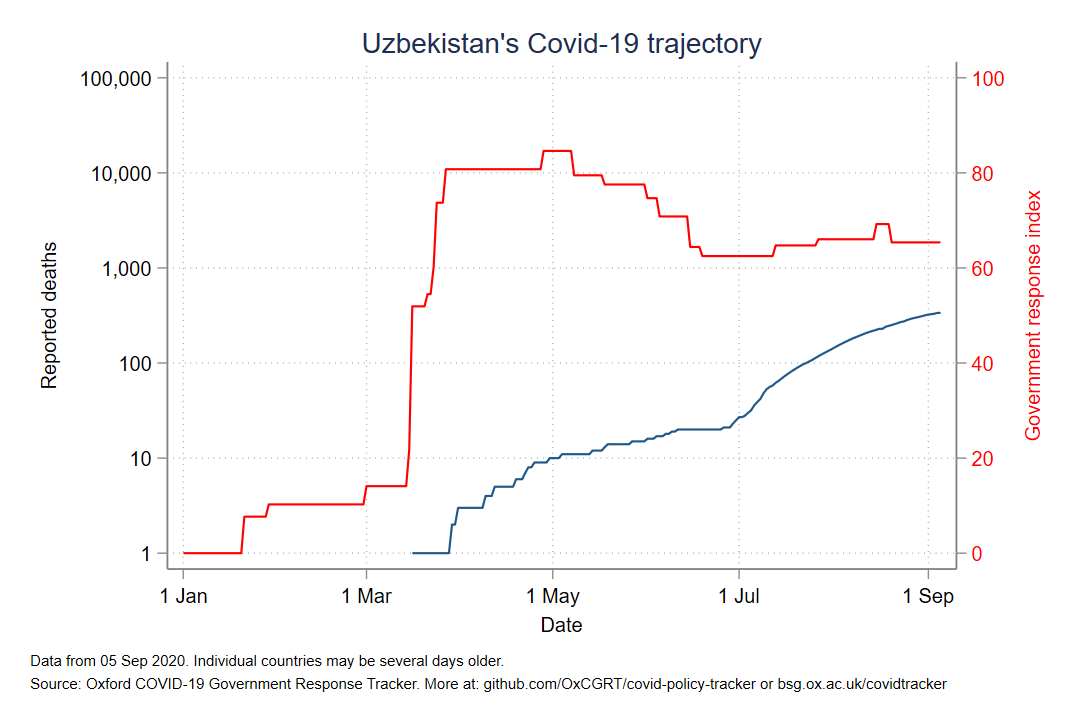 Uzbekistan's Covid-19 trajectory
100,000
10,000
1,000
100
10
1
Reported deaths
100
80
60
40
20
0
Government response index
1 Jan 1 Mar 1 May 1 Jul 1 Sep
Date
Data from 05 Sep 2020. Individual countries may be several days older.
Source: Oxford COVID-19 Government Response Tracker. More at: github.com/OxCGRT/covid-policy-tracker or bsg.ox.ac.uk/covidtracker